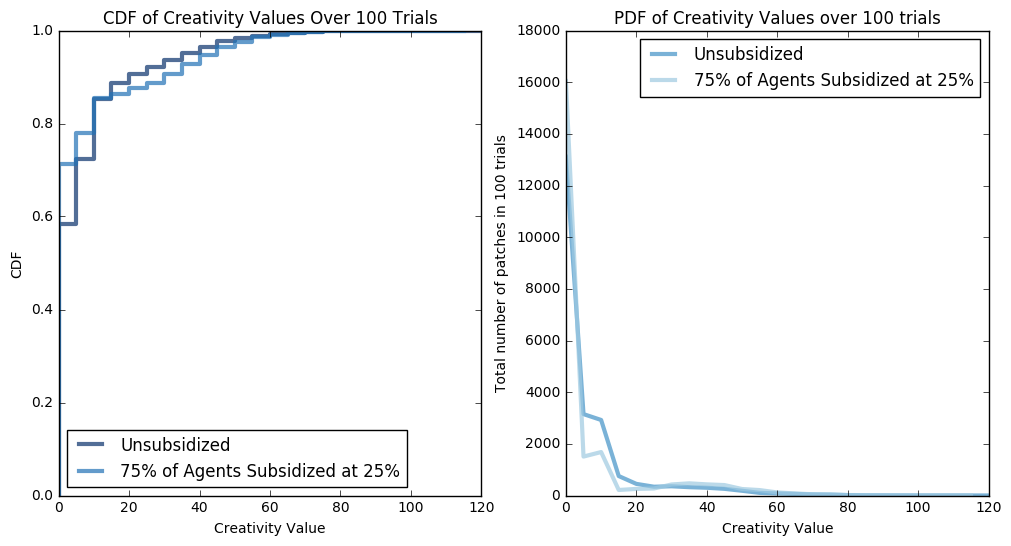 CDF of Creativity Values Over 100 Trials
1.0
0.8
0.6
0.4
0.2
0.0
CDF
Unsubsidized
75% of Agents Subsidized at 25%
0 20 40 60 80 100 120
Creativity Value
PDF of Creativity Values over 100 trials
18000
16000
14000
12000
10000
8000
6000
4000
2000
0
Total number of patches in 100 trials
Unsubsidized
75% of Agents Subsidized at 25%
0 20 40 60 80 100 120
Creativity Value